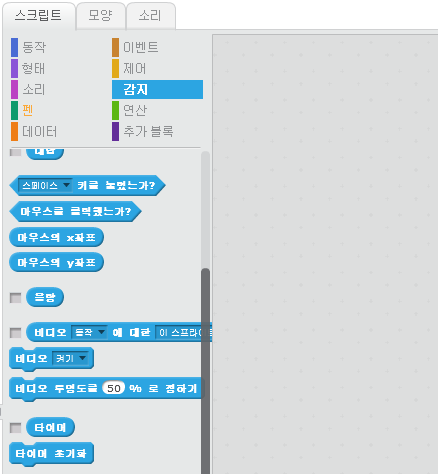 스크립트 모양 소리
동작 이벤트
형태 제어
소리 감지
펜 연산
데이터 추가 블록
대답
스페이스 키를 눌렀는가?
마우스를 클릭했는가?
마우스의 x좌표
마우스의 y좌표
음량
비디오 동작 에 대한 이 스프라이트
비디오 켜기
비디오 투명도를 50 % 로 정하기
타이머
타이머 초기화